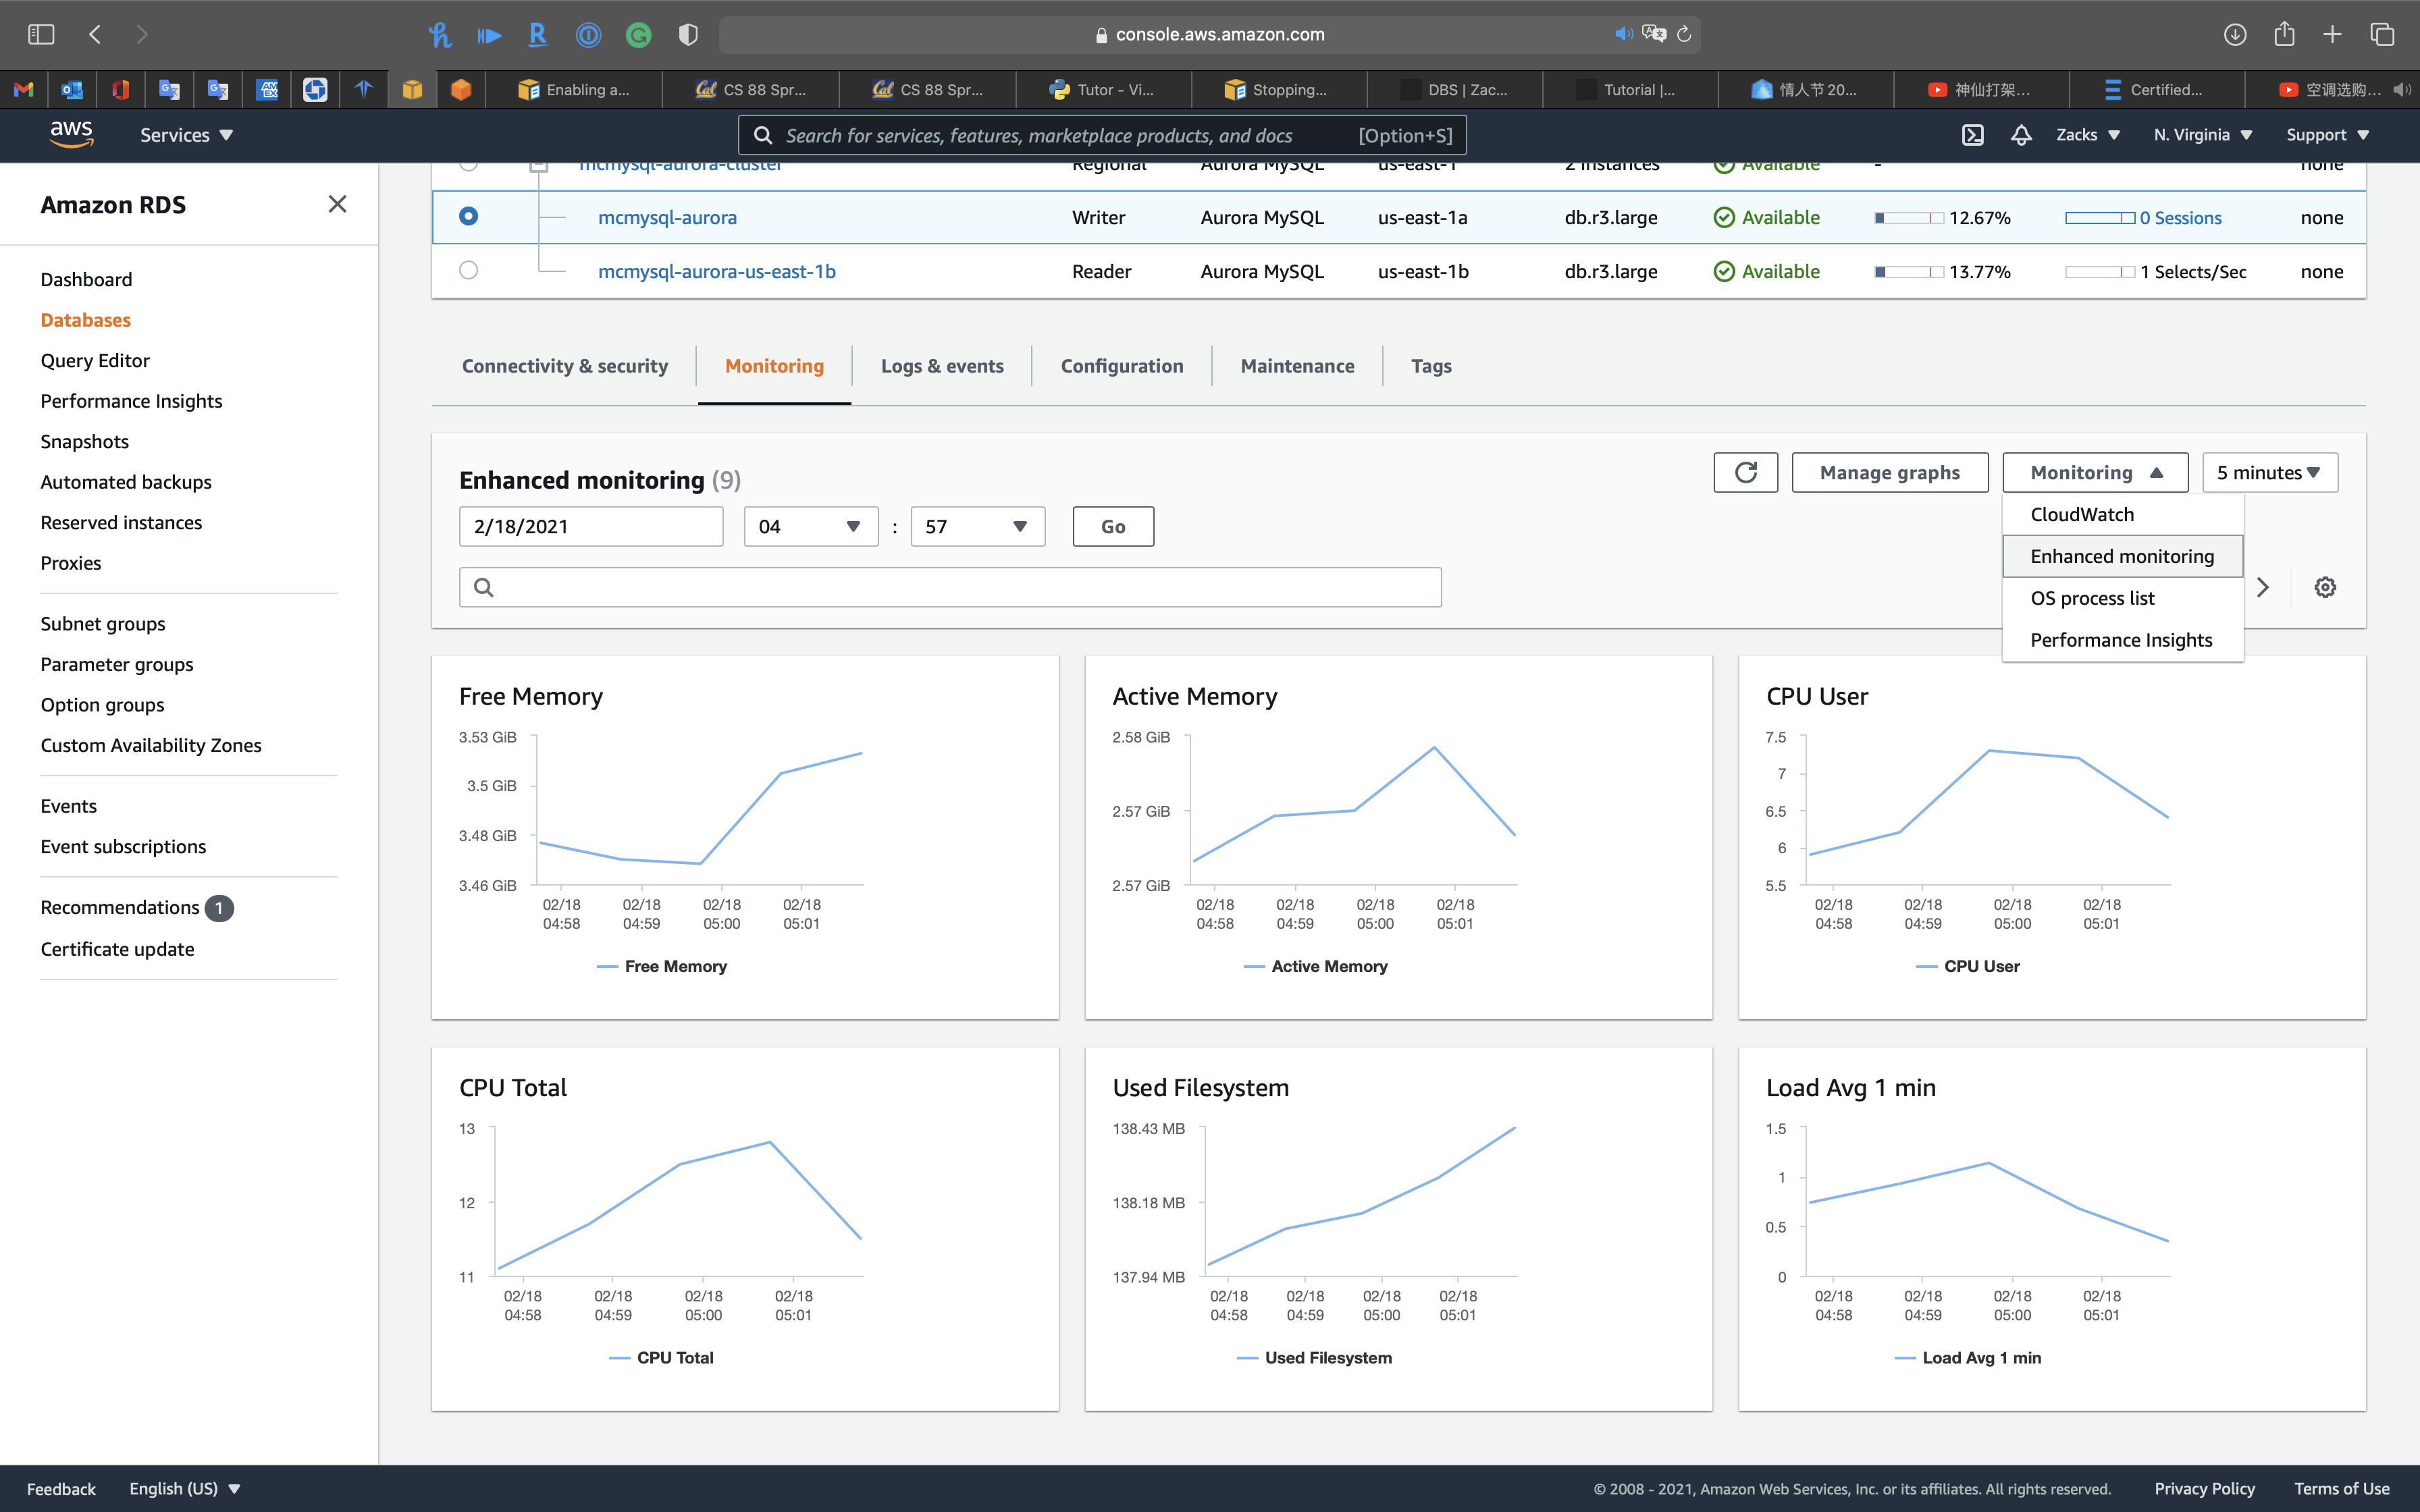 console.aws.amazon.com
Enabling a...
CS 88 Spr...
CS 88 Spr...
Tutor - Vi...
Stopping...
DBS | Zac...
Tutorial |...
情人节 20...
神仙打架...
Certified...
空调选购...
aws
Services
Search for services, features, marketplace products, and docs [Option+S]
Zacks
N. Virginia
Support
Amazon RDS
Dashboard
Databases
Query Editor
Performance Insights
Snapshots
Automated backups
Reserved instances
Proxies
Subnet groups
Parameter groups
Option groups
Custom Availability Zones
Events
Event subscriptions
Recommendations 1
Certificate update
mcmysql-aurora-cluster Regional Aurora MySQL us-east-1 2 instances Available - none
mcmysql-aurora Writer Aurora MySQL us-east-1a db.r3.large Available 12.67% 0 Sessions none
mcmysql-aurora-us-east-1b Reader Aurora MySQL us-east-1b db.r3.large Available 13.77% 1 Selects/Sec none
Connectivity & security Monitoring Logs & events Configuration Maintenance Tags
Enhanced monitoring (9)
Manage graphs
Monitoring
5 minutes
CloudWatch
Enhanced monitoring
OS process list
Performance Insights
2/18/2021 04 : 57 Go
Free Memory
3.53 GiB
3.5 GiB
3.48 GiB
3.46 GiB
02/18 02/18 02/18 02/18
04:58 04:59 05:00 05:01
Free Memory
Active Memory
2.58 GiB
2.57 GiB
2.57 GiB
02/18 02/18 02/18 02/18
04:58 04:59 05:00 05:01
Active Memory
CPU User
7.5
7
6.5
6
5.5
02/18 02/18 02/18 02/18
04:58 04:59 05:00 05:01
CPU User
CPU Total
13
12
11
02/18 02/18 02/18 02/18
04:58 04:59 05:00 05:01
CPU Total
Used Filesystem
138.43 MB
138.18 MB
137.94 MB
02/18 02/18 02/18 02/18
04:58 04:59 05:00 05:01
Used Filesystem
Load Avg 1 min
1.5
1
0.5
0
02/18 02/18 02/18 02/18
04:58 04:59 05:00 05:01
Load Avg 1 min
Feedback English (US) © 2008 - 2021, Amazon Web Services, Inc. or its affiliates. All rights reserved. Privacy Policy Terms of Use